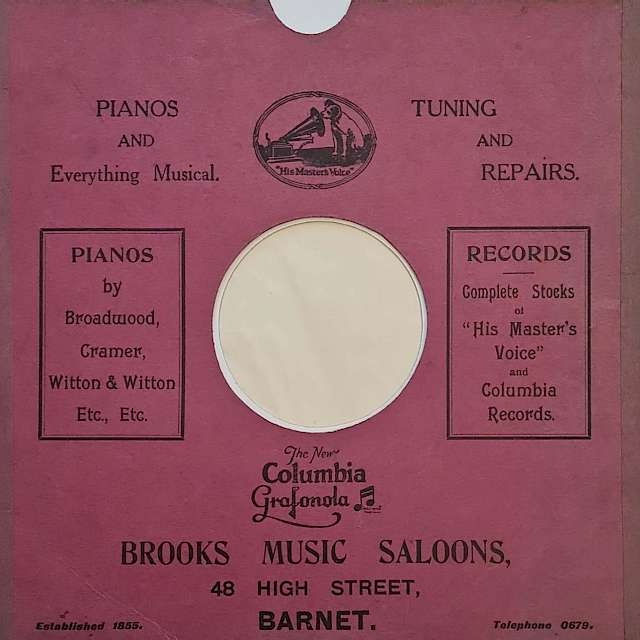 PIANOS
AND
Everything Musical.
"His Master's Voice"
TUNING
AND
REPAIRS.
PIANOS
by
Broadwood,
Cramer,
Witton & Witton
Etc., Etc.
RECORDS
Complete Stocks
of
"His Master's
Voice"
and
Columbia
Records.
The New
Columbia
Grafonola
BROOKS MUSIC SALOONS,
48 HIGH STREET,
BARNET.
Established 1855.
Telephone 0679.